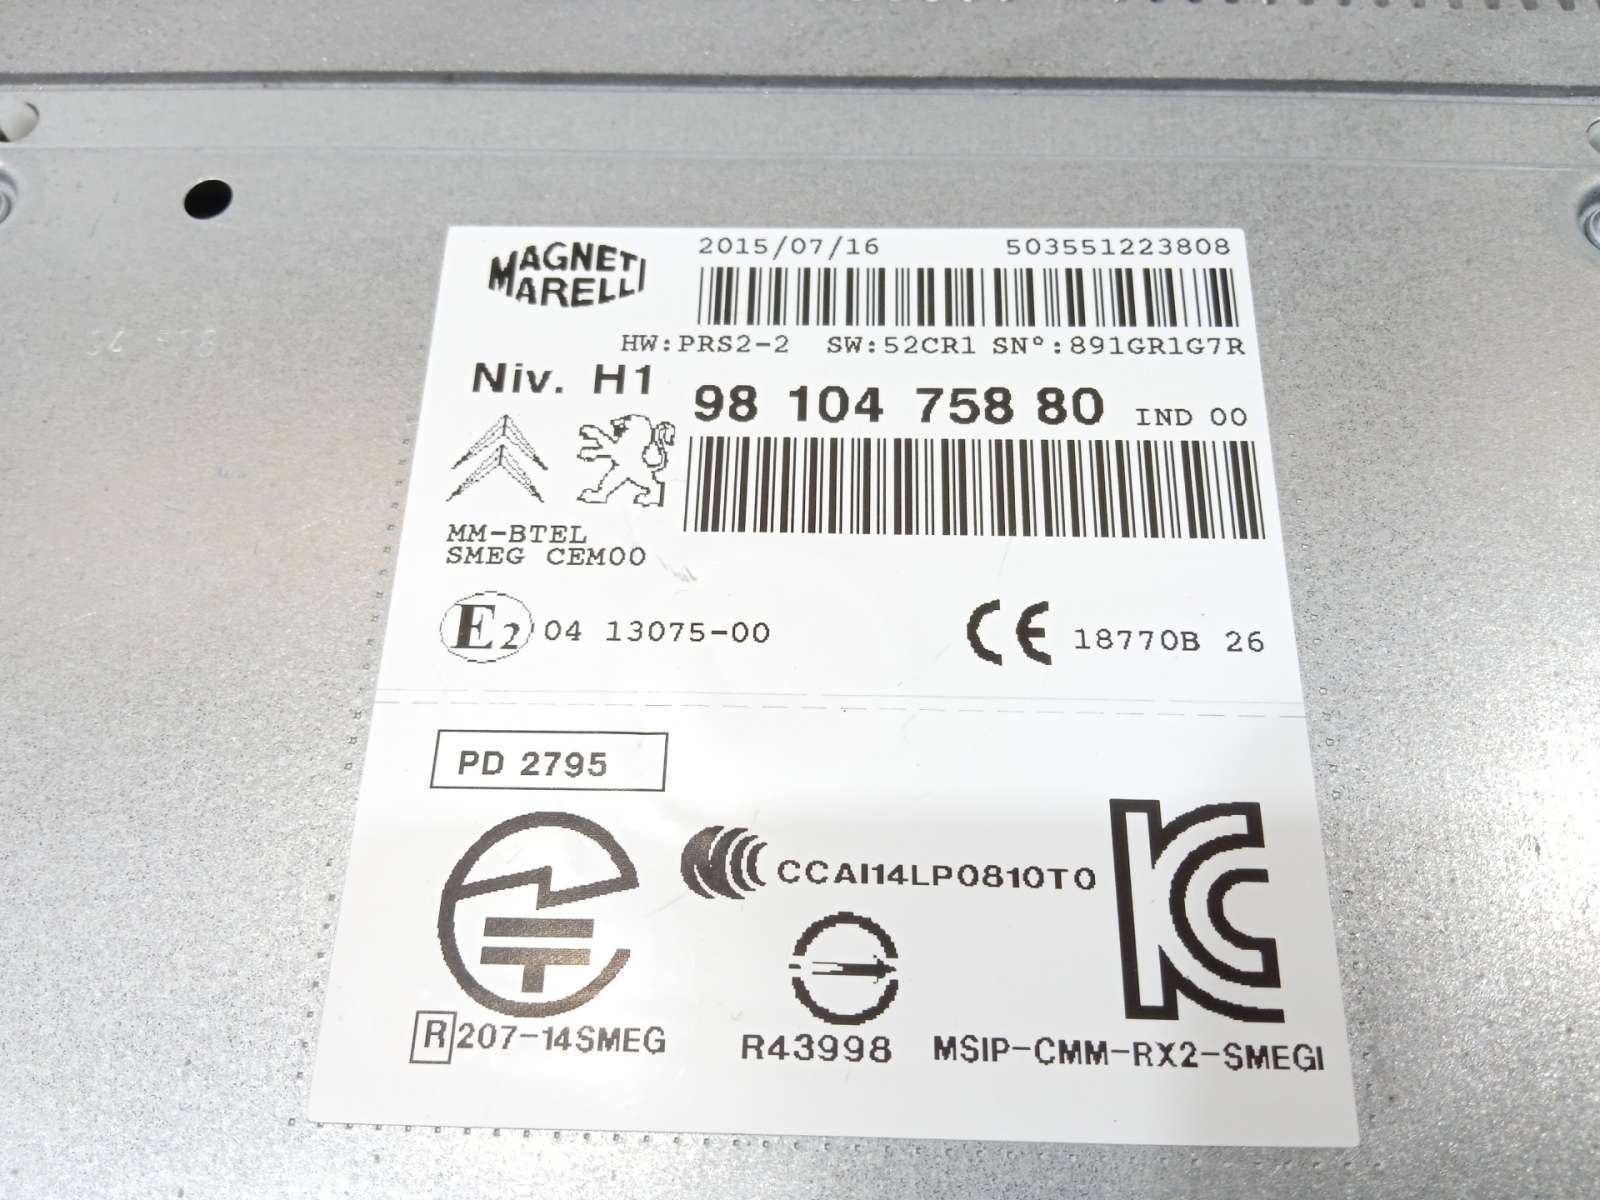 MAGNETI
MARELLI
2015/07/16 503551223808
HW:PRS2-2 SW:52CR1 SN°:891GR1G7R
Niv. H1
98 104 758 80 IND 00
MM-BTEL
SMEG CEM00
E2 04 13075-00
CE 18770B 26
PD 2795
CCAI14LP0810T0
R 207-14SMEG
R43998
MSIP-CMM-RX2-SMEGI